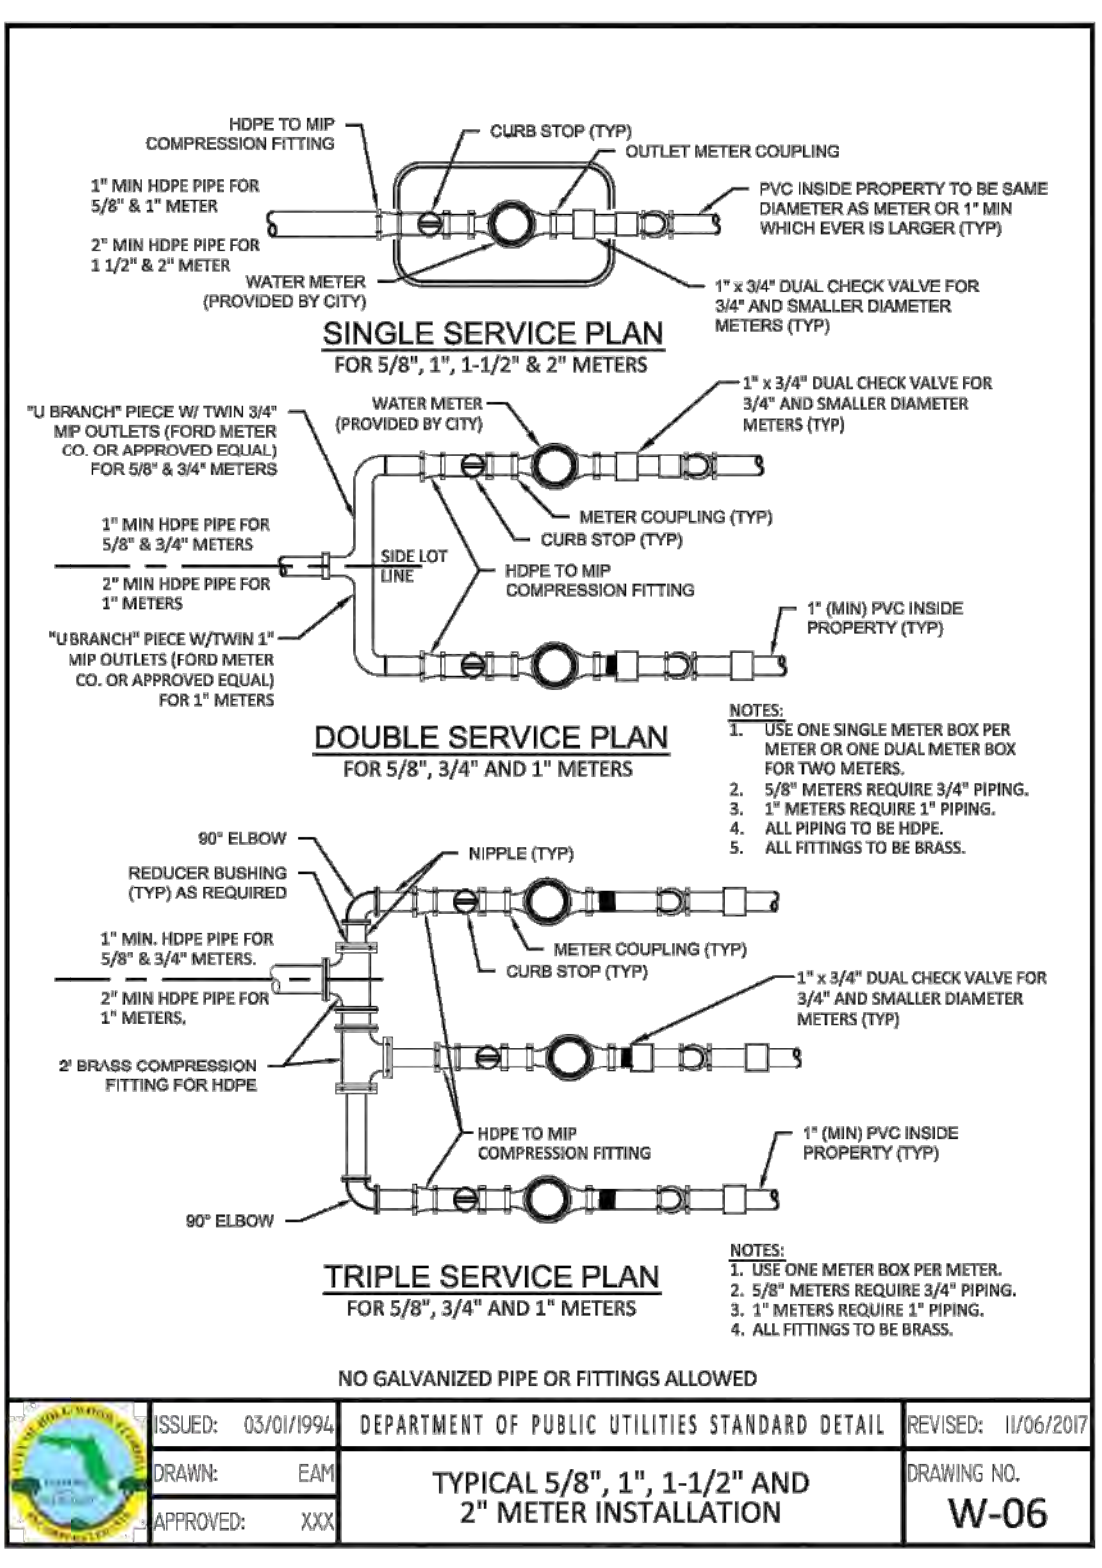 HDPE TO MIP
COMPRESSION FITTING
CURB STOP (TYP)
OUTLET METER COUPLING
1" MIN HDPE PIPE FOR
5/8" & 1" METER
PVC INSIDE PROPERTY TO BE SAME
DIAMETER AS METER OR 1" MIN
WHICH EVER IS LARGER (TYP)
2" MIN HDPE PIPE FOR
1 1/2" & 2" METER
WATER METER
(PROVIDED BY CITY)
1" x 3/4" DUAL CHECK VALVE FOR
3/4" AND SMALLER DIAMETER
METERS (TYP)
SINGLE SERVICE PLAN
FOR 5/8", 1", 1-1/2" & 2" METERS
"U BRANCH" PIECE W/ TWIN 3/4"
MIP OUTLETS (FORD METER
CO. OR APPROVED EQUAL)
FOR 5/8" & 3/4" METERS
WATER METER
(PROVIDED BY CITY)
1" x 3/4" DUAL CHECK VALVE FOR
3/4" AND SMALLER DIAMETER
METERS (TYP)
METER COUPLING (TYP)
CURB STOP (TYP)
1" MIN HDPE PIPE FOR
5/8" & 3/4" METERS
SIDE LOT
LINE
2" MIN HDPE PIPE FOR
1" METERS
HDPE TO MIP
COMPRESSION FITTING
"U BRANCH" PIECE W/TWIN 1"
MIP OUTLETS (FORD METER
CO. OR APPROVED EQUAL)
FOR 1" METERS
1" (MIN) PVC INSIDE
PROPERTY (TYP)
DOUBLE SERVICE PLAN
FOR 5/8", 3/4" AND 1" METERS
NOTES:
1. USE ONE SINGLE METER BOX PER
METER OR ONE DUAL METER BOX
FOR TWO METERS.
2. 5/8" METERS REQUIRE 3/4" PIPING.
3. 1" METERS REQUIRE 1" PIPING.
4. ALL PIPING TO BE HDPE.
5. ALL FITTINGS TO BE BRASS.
90° ELBOW
NIPPLE (TYP)
REDUCER BUSHING
(TYP) AS REQUIRED
1" MIN. HDPE PIPE FOR
5/8" & 3/4" METERS.
2" MIN HDPE PIPE FOR
1" METERS.
METER COUPLING (TYP)
CURB STOP (TYP)
1" x 3/4" DUAL CHECK VALVE FOR
3/4" AND SMALLER DIAMETER
METERS (TYP)
2' BRASS COMPRESSION
FITTING FOR HDPE
HDPE TO MIP
COMPRESSION FITTING
1" (MIN) PVC INSIDE
PROPERTY (TYP)
90° ELBOW
TRIPLE SERVICE PLAN
FOR 5/8", 3/4" AND 1" METERS
NOTES:
1. USE ONE METER BOX PER METER.
2. 5/8" METERS REQUIRE 3/4" PIPING.
3. 1" METERS REQUIRE 1" PIPING.
4. ALL FITTINGS TO BE BRASS.
NO GALVANIZED PIPE OR FITTINGS ALLOWED
ISSUED: 03/01/1994
DRAWN: EAM
APPROVED: XXX
DEPARTMENT OF PUBLIC UTILITIES STANDARD DETAIL
TYPICAL 5/8", 1", 1-1/2" AND
2" METER INSTALLATION
REVISED: 11/06/2017
DRAWING NO.
W-06